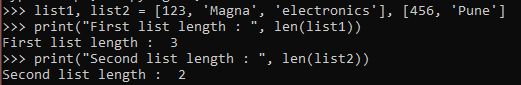 >>> list1, list2 = [123, 'Magna', 'electronics'], [456, 'Pune']
>>> print("First list length : ", len(list1))
First list length :  3
>>> print("Second list length : ", len(list2))
Second list length :  2